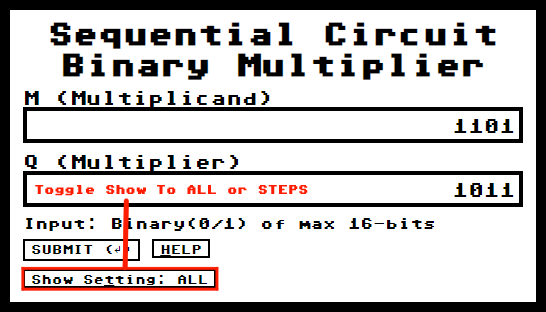 Sequential Circuit
Binary Multiplier
M (Multiplicand)
1101
Q (Multiplier)
Toggle Show To ALL or STEPS 1011
Input: Binary(0/1) of max 16-bits
SUBMIT (↲) HELP
Show Setting: ALL